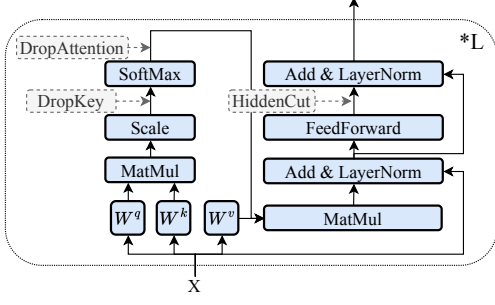 *L
DropAttention
SoftMax
Add & LayerNorm
DropKey
HiddenCut
Scale
FeedForward
MatMul
Add & LayerNorm
W^q W^k W^v
MatMul
X